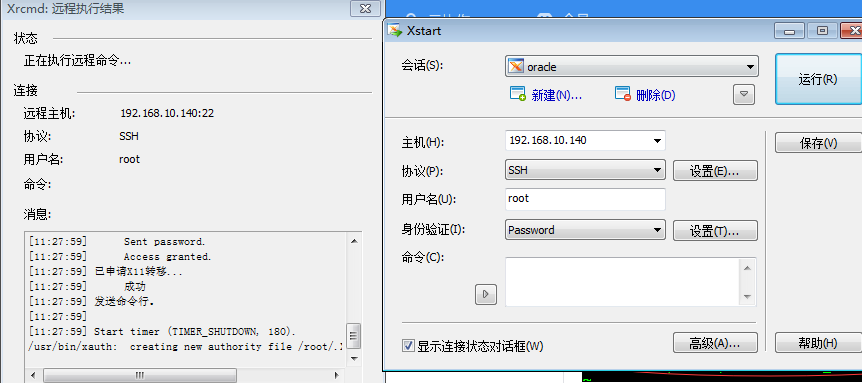 Xrcmd: 远程执行结果
状态
正在执行远程命令...
连接
远程主机: 192.168.10.140:22
协议: SSH
用户名: root
命令:
消息:
[11:27:59] Sent password.
[11:27:59] Access granted.
[11:27:59] 已申请X11转移...
[11:27:59] 成功
[11:27:59] 发送命令行.
[11:27:59]
[11:27:59] Start timer (TIMER_SHUTDOWN, 180).
/usr/bin/xauth: creating new authority file /root/.
Xstart
会话(S): oracle
运行(R)
新建(N)... 删除(D)
主机(H): 192.168.10.140
保存(V)
协议(P): SSH 设置(E)...
用户名(U): root
身份验证(I): Password 设置(T)...
命令(C):
显示连接状态对话框(W) 高级(A)... 帮助(H)